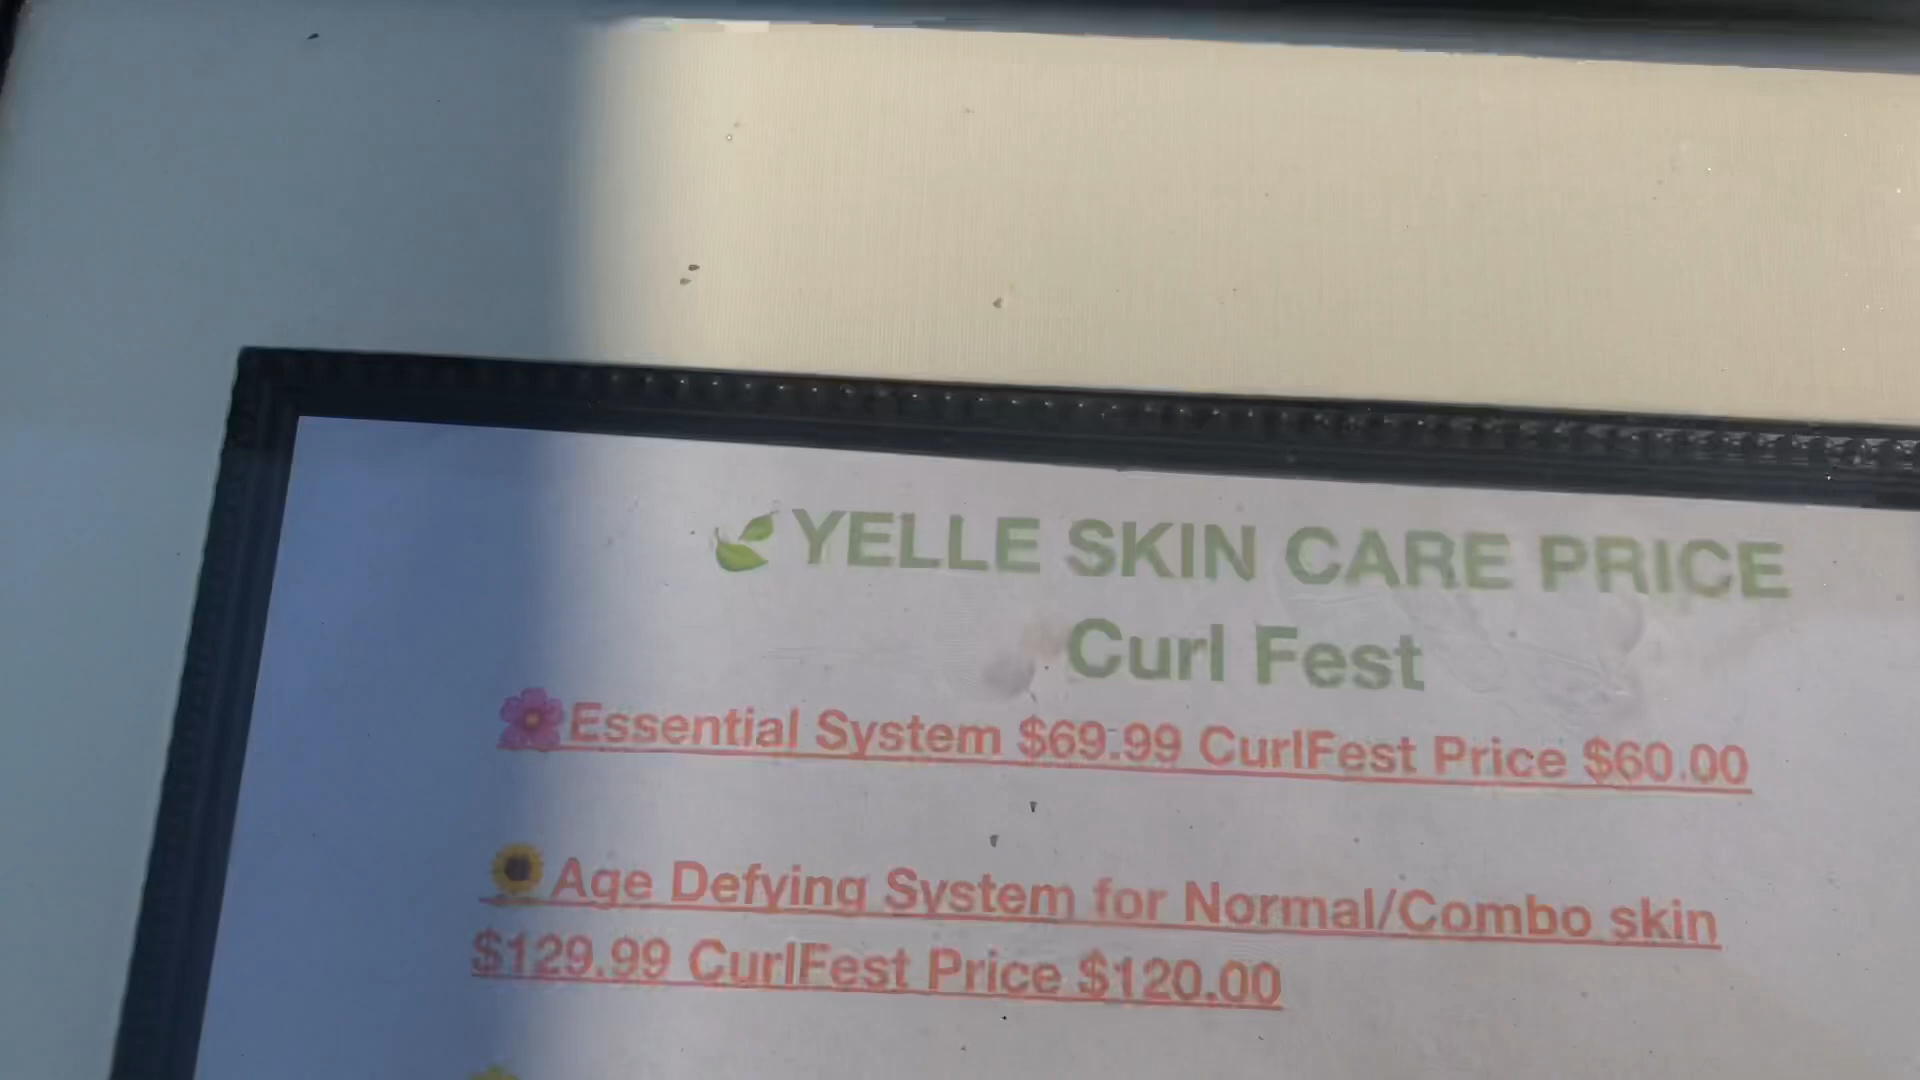 YELLE SKIN CARE PRICE
Curl Fest
Essential System $69.99 CurlFest Price $60.00
Age Defying System for Normal/Combo skin
$129.99 CurlFest Price $120.00